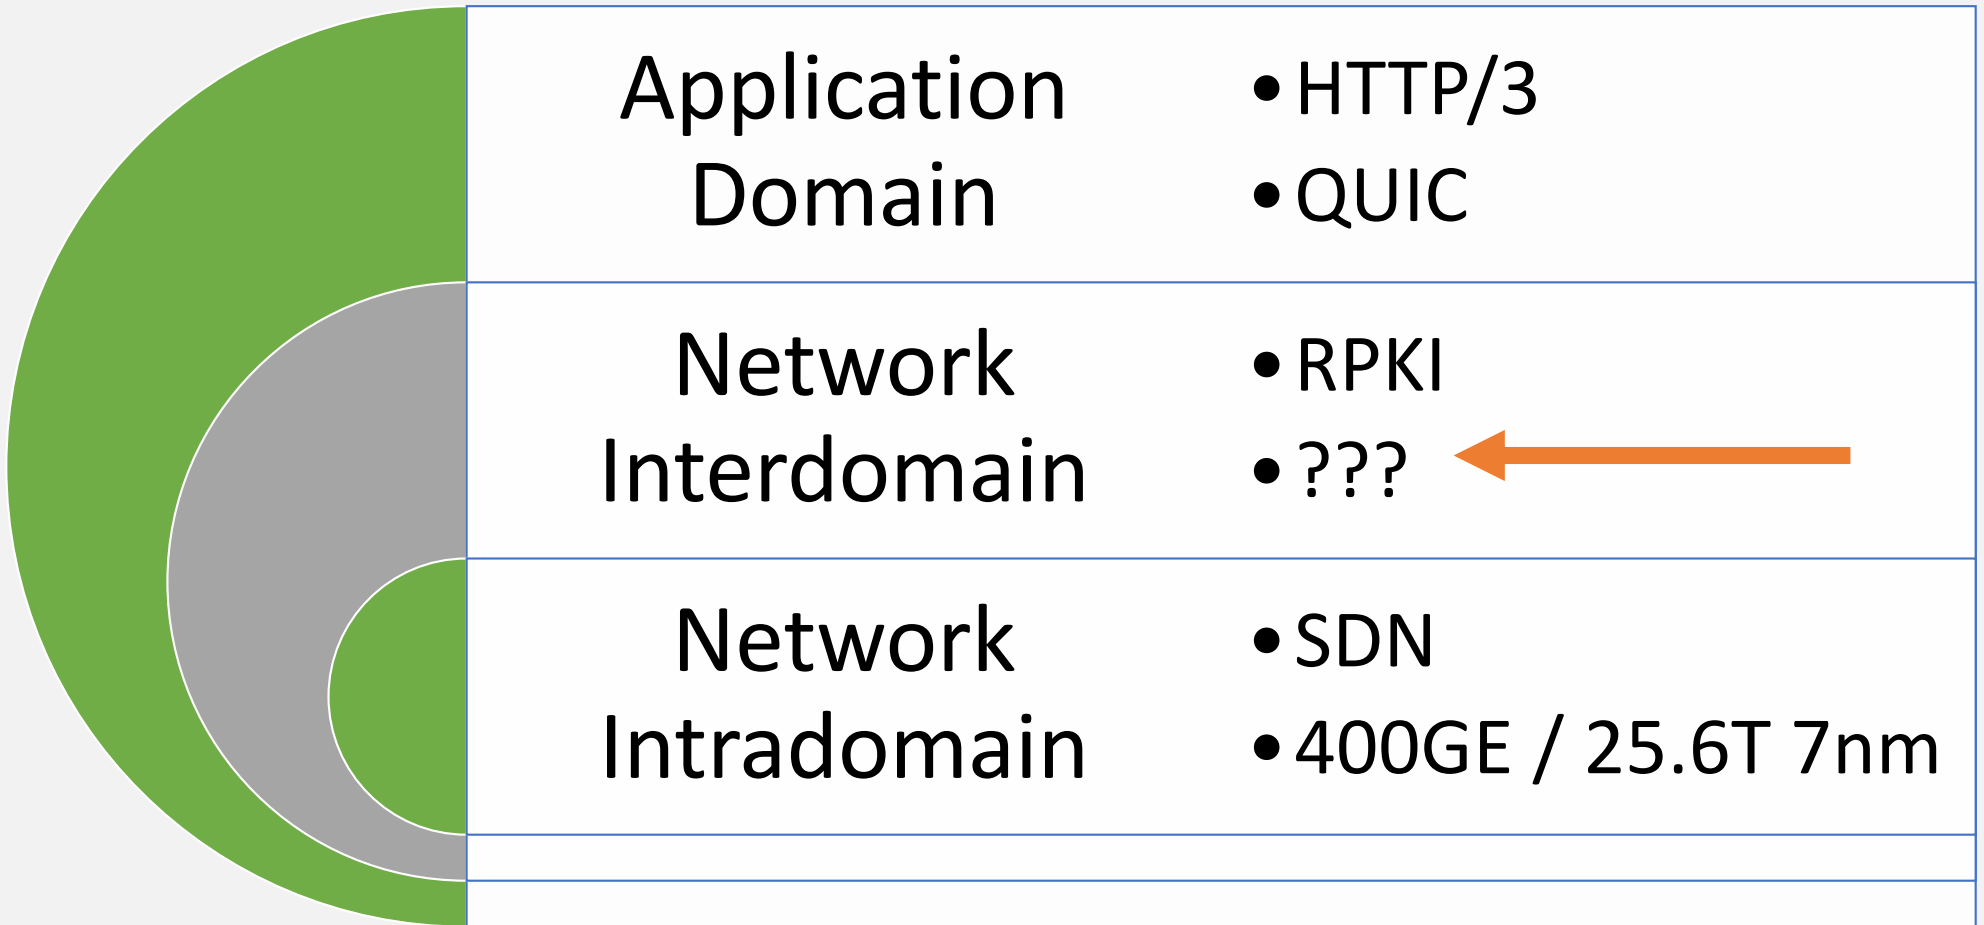 Application
Domain
• HTTP/3
• QUIC
Network
Interdomain
• RPKI
• ???
Network
Intradomain
• SDN
• 400GE / 25.6T 7nm